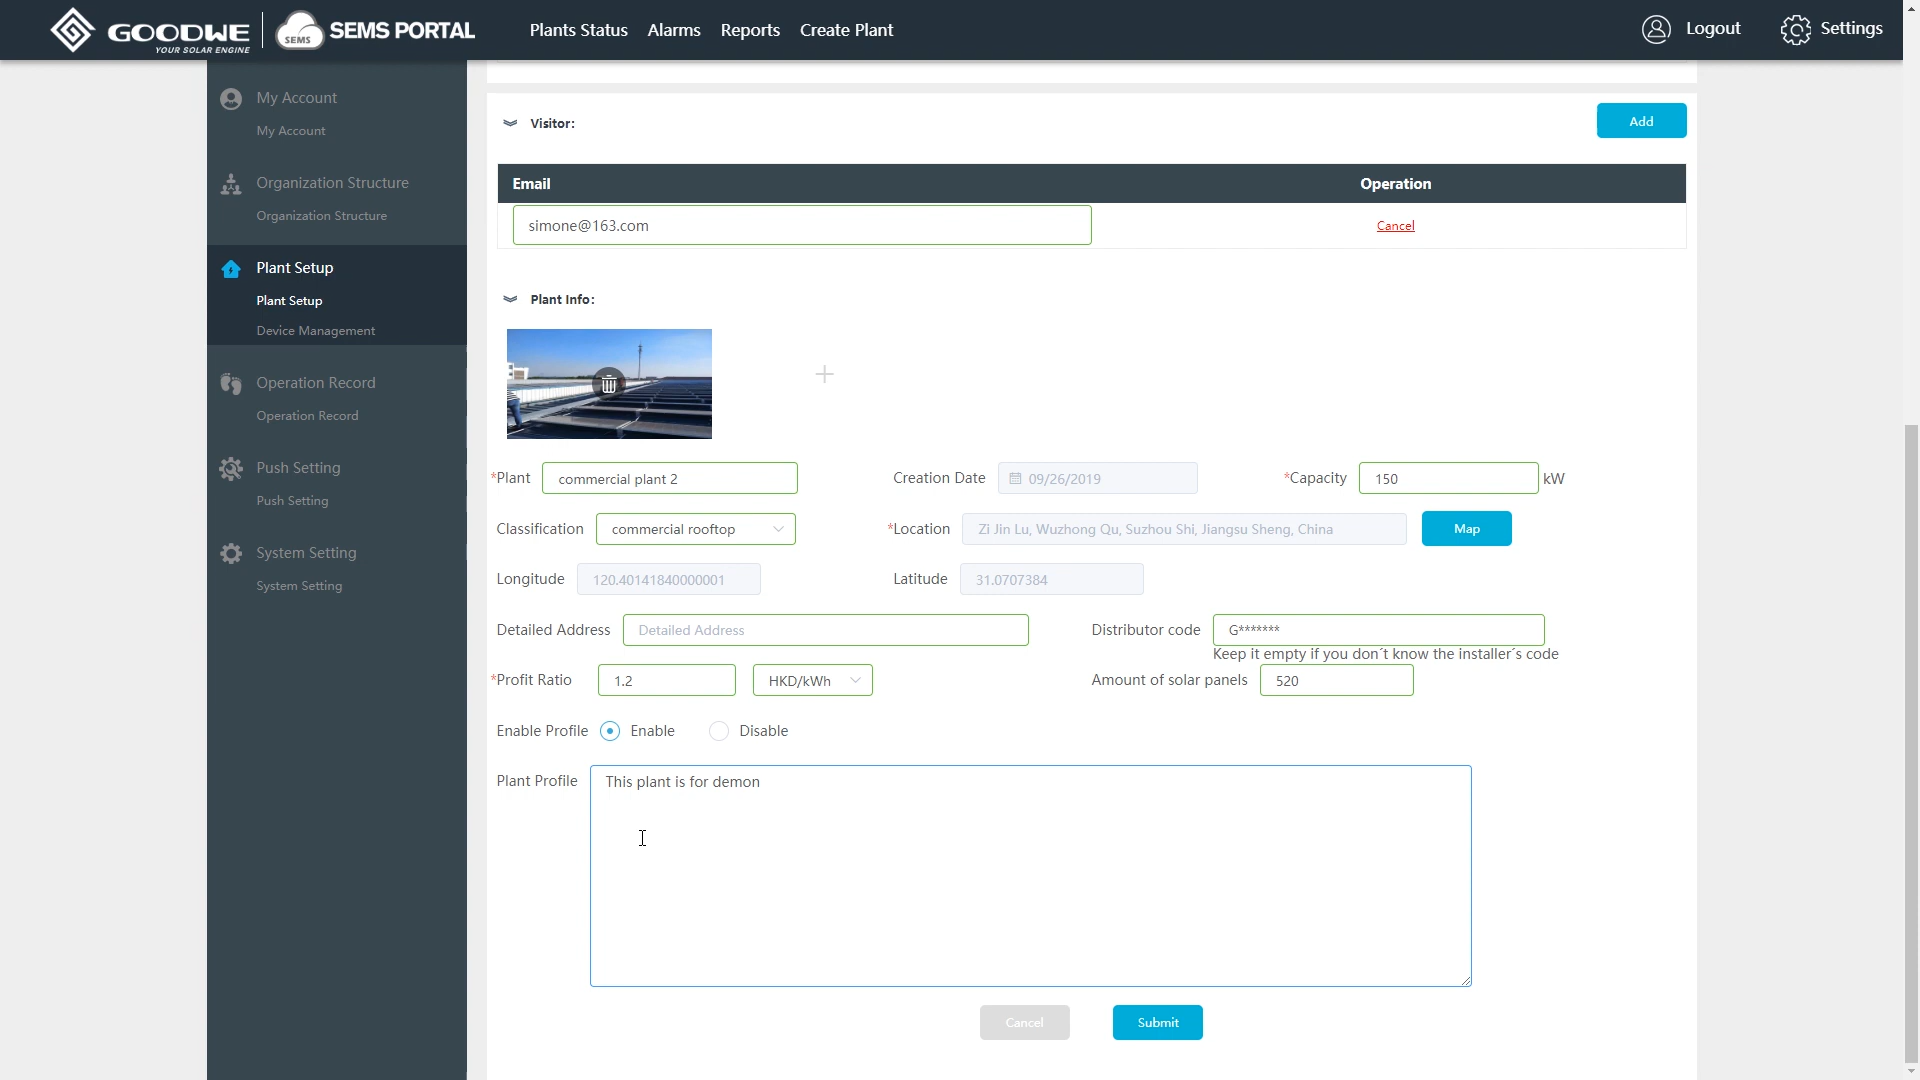 GOODWE
YOUR SOLAR ENGINE
SEMS
SEMS PORTAL
Plants Status
Alarms
Reports
Create Plant
Logout
Settings
My Account
My Account
Organization Structure
Organization Structure
Plant Setup
Plant Setup
Device Management
Operation Record
Operation Record
Push Setting
Push Setting
System Setting
System Setting
Visitor:
Add
Email
Operation
simone@163.com
Cancel
Plant Info:
*Plant
commercial plant 2
Creation Date
09/26/2019
*Capacity
150
kW
Classification
commercial rooftop
*Location
Zi Jin Lu, Wuzhong Qu, Suzhou Shi, Jiangsu Sheng, China
Map
Longitude
120.40141840000001
Latitude
31.0707384
Detailed Address
Detailed Address
Distributor code
G*******
Keep it empty if you don´t know the installer´s code
*Profit Ratio
1.2
HKD/kWh
Amount of solar panels
520
Enable Profile
Enable
Disable
Plant Profile
This plant is for demon
Cancel
Submit